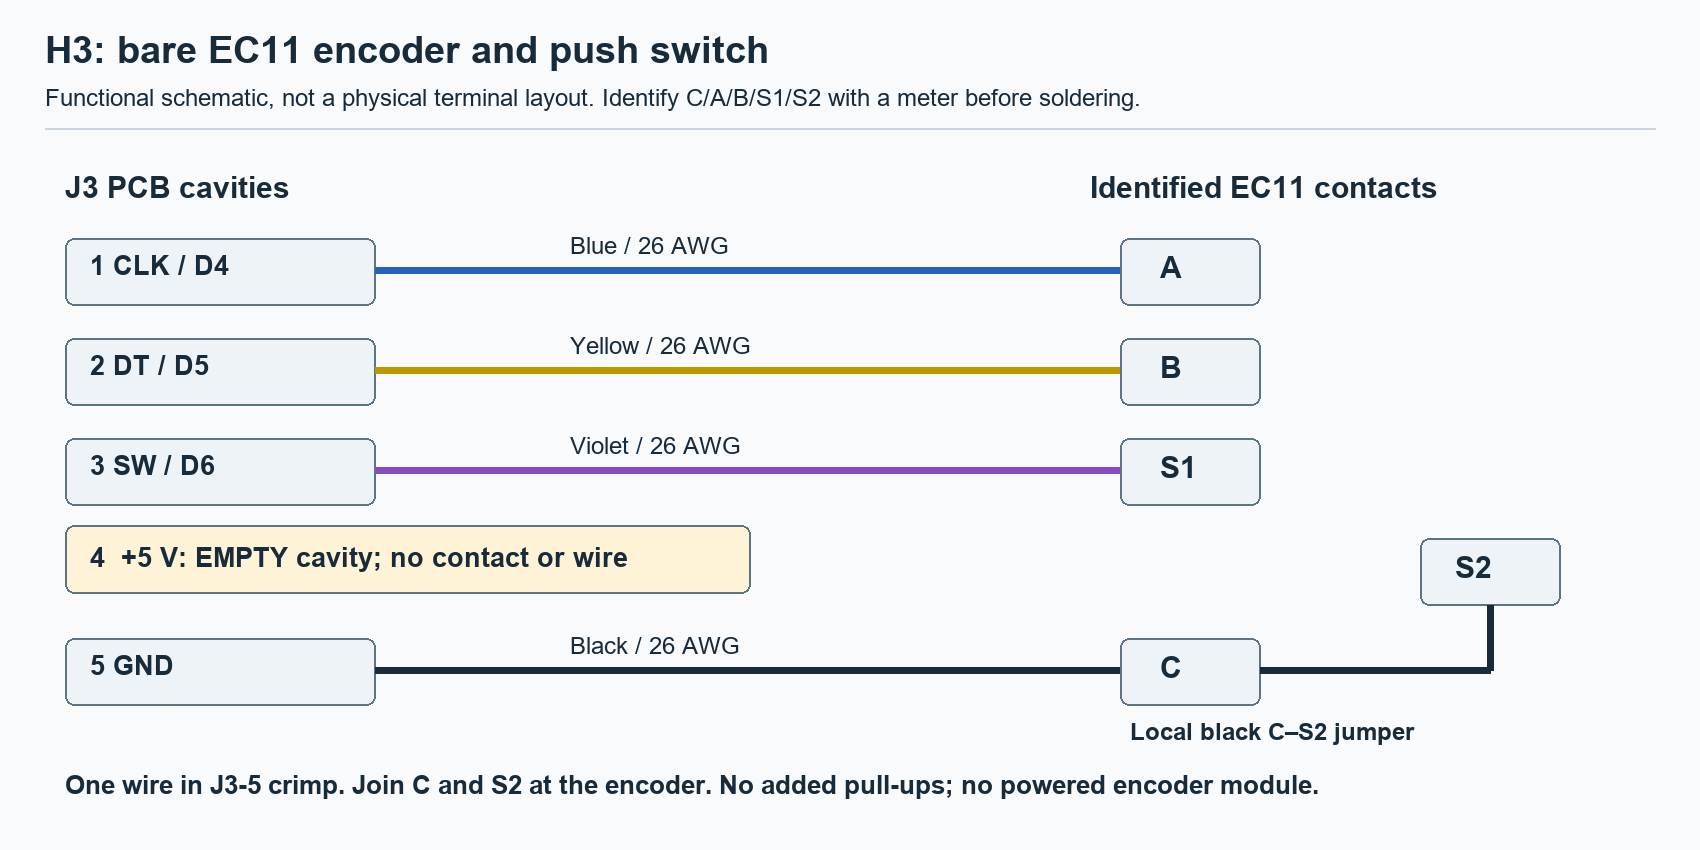 H3: bare EC11 encoder and push switch
Functional schematic, not a physical terminal layout. Identify C/A/B/S1/S2 with a meter before soldering.
J3 PCB cavities
Identified EC11 contacts
1 CLK / D4
Blue / 26 AWG
A
2 DT / D5
Yellow / 26 AWG
B
3 SW / D6
Violet / 26 AWG
S1
4 +5 V: EMPTY cavity; no contact or wire
S2
5 GND
Black / 26 AWG
C
Local black C–S2 jumper
One wire in J3-5 crimp. Join C and S2 at the encoder. No added pull-ups; no powered encoder module.